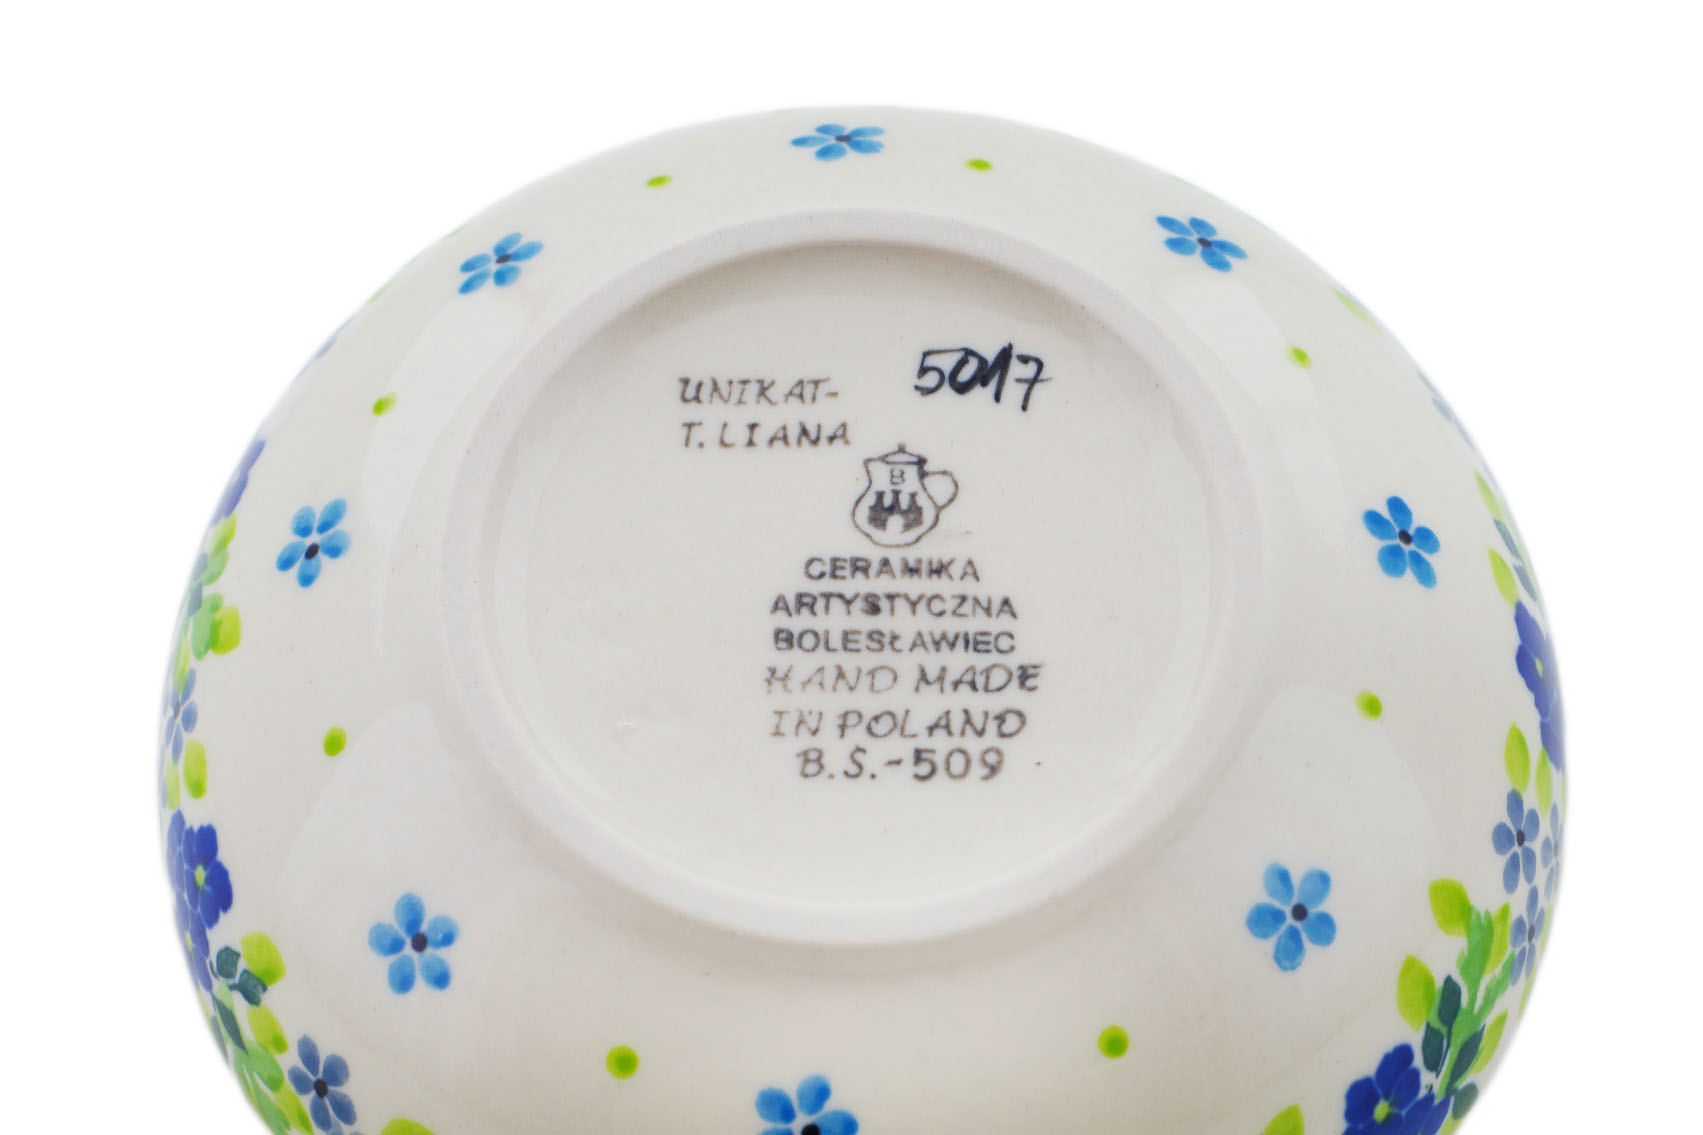 5017
UNIKAT-
T. LIANA
B
CERAMIKA
ARTYSTYCZNA
BOLESŁAWIEC
HAND MADE
IN POLAND
B.Ś.-509